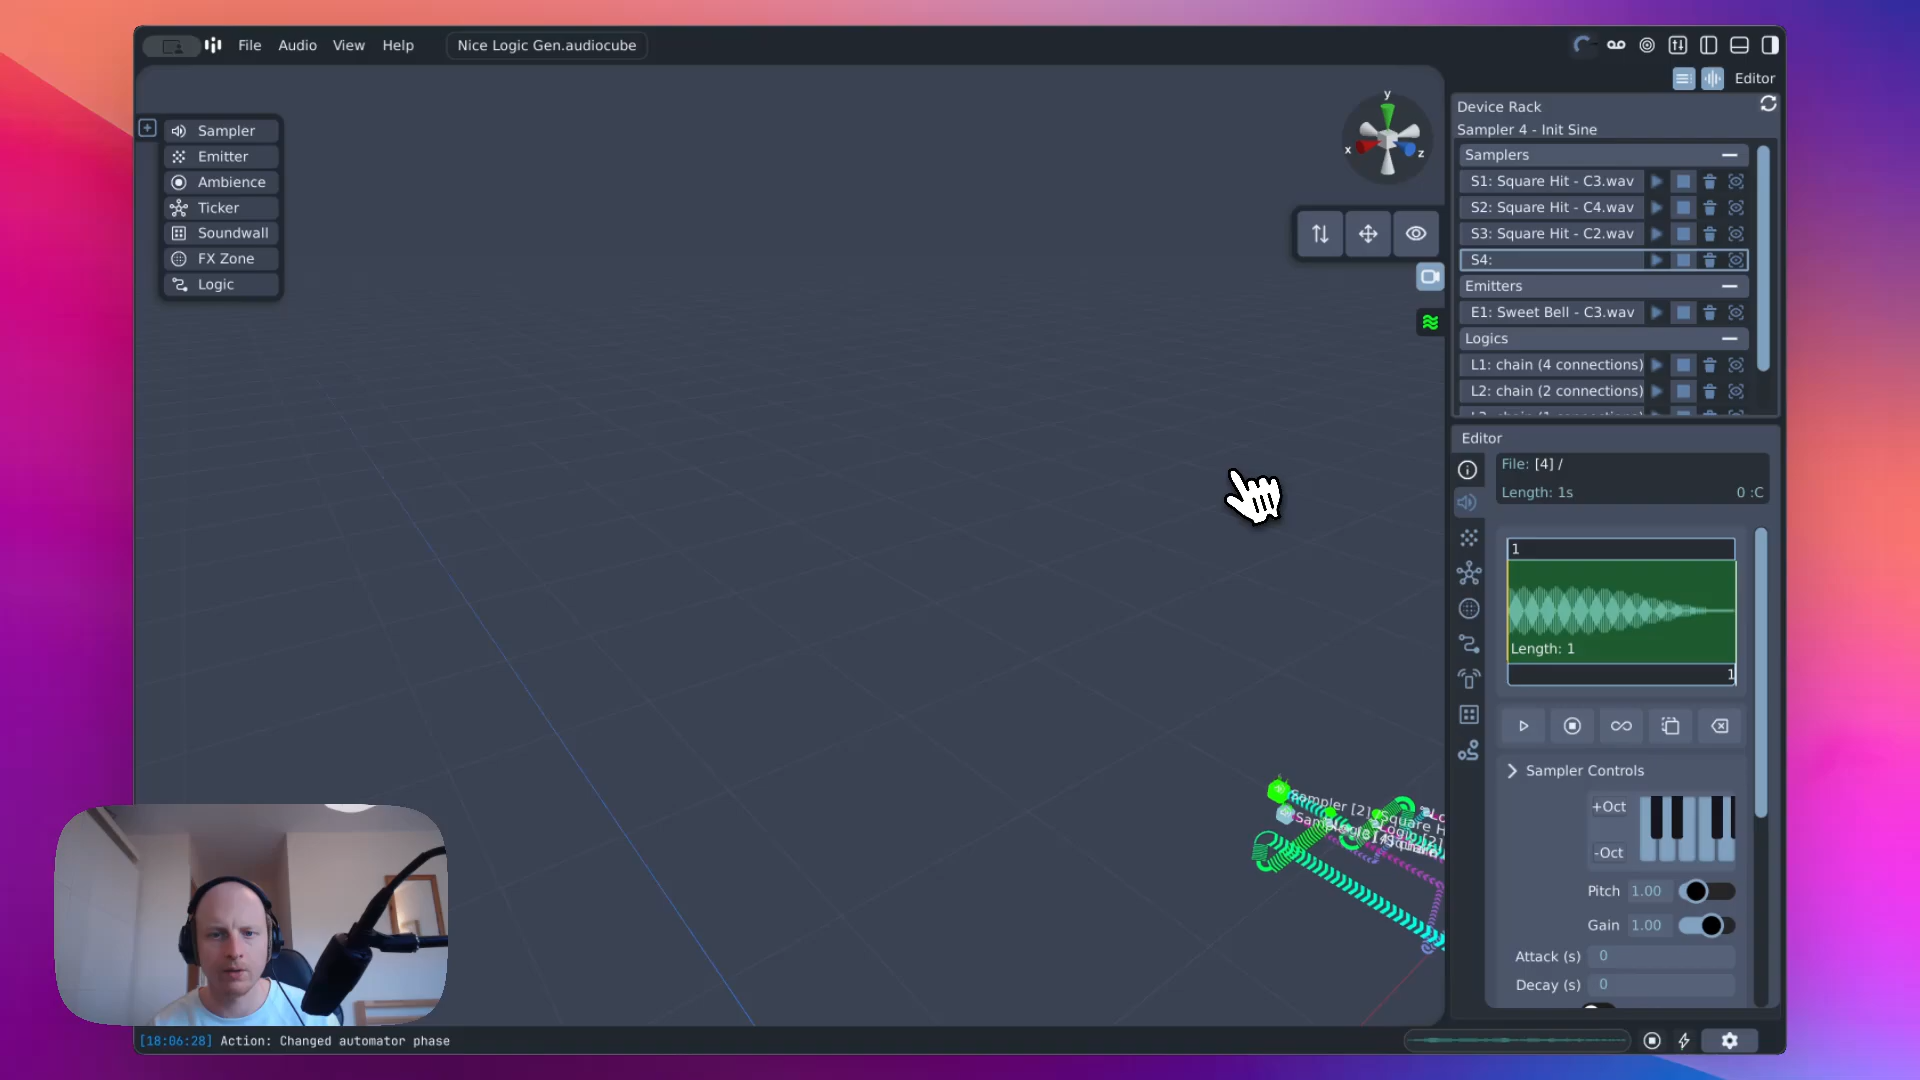 File Audio View Help Nice Logic Gen.audiocube
Editor
Sampler
Emitter
Ambience
Ticker
Soundwall
FX Zone
Logic
y
x
z
Device Rack
Sampler 4 - Init Sine
Samplers
S1: Square Hit - C3.wav
S2: Square Hit - C4.wav
S3: Square Hit - C2.wav
S4:
Emitters
E1: Sweet Bell - C3.wav
Logics
L1: chain (4 connections)
L2: chain (2 connections)
Editor
File: [4] /
Length: 1s 0 :C
1
Length: 1
1
Sampler Controls
+Oct
-Oct
Pitch 1.00
Gain 1.00
Attack (s) 0
Decay (s) 0
Sampler [2]
Square H
[18:06:28] Action: Changed automator phase